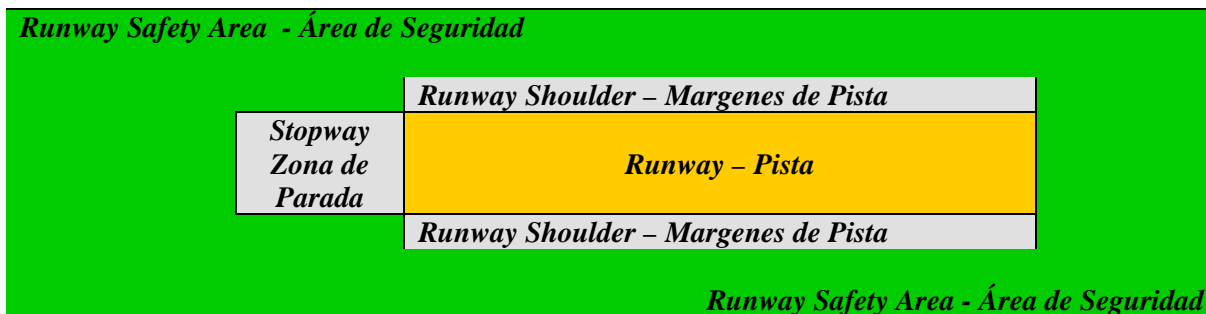 Runway Safety Area - Área de Seguridad
Runway Shoulder – Margenes de Pista
Stopway
Zona de
Parada
Runway – Pista
Runway Shoulder – Margenes de Pista
Runway Safety Area - Área de Seguridad